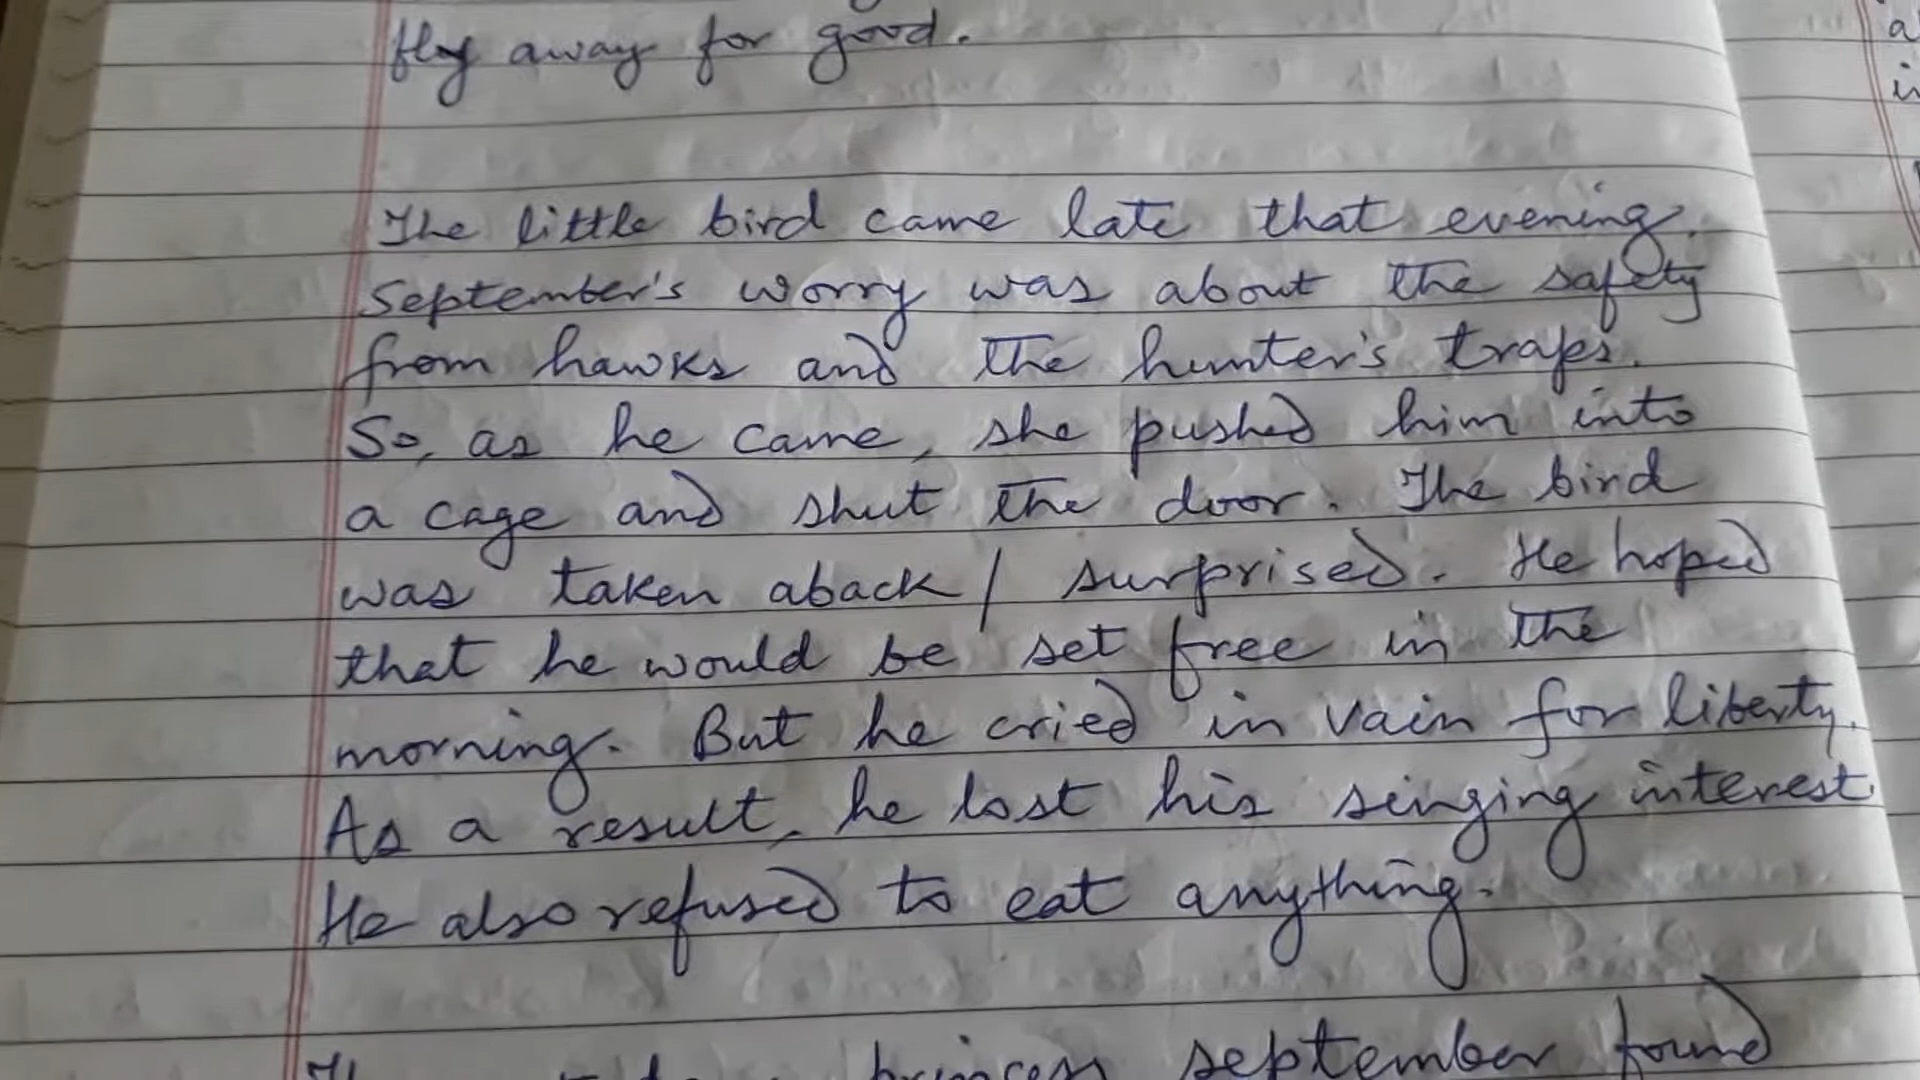 fly away for good.
The little bird came late that evening.
September's worry was about the safety
from hawks and the hunter's traps.
So, as he came, she pushed him into
a cage and shut the door. The bird
was taken aback / surprised. He hoped
that he would be set free in the
morning. But he cried in vain for liberty.
As a result, he lost his singing interest
He also refused to eat anything.
princess september found